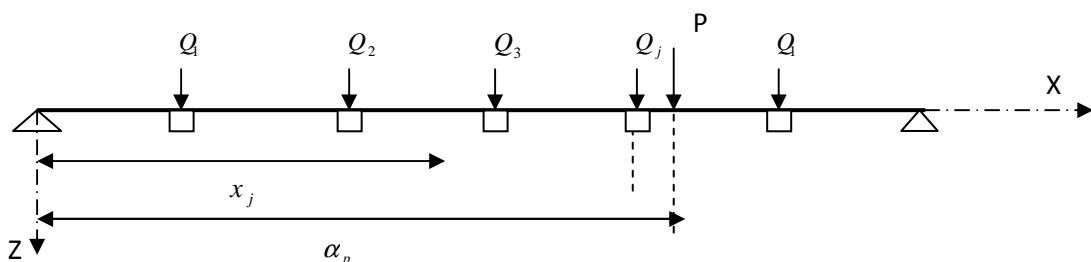 P
Q₁ Q₂ Q₃ Qⱼ Q₁
X
xⱼ
Z
αₚ